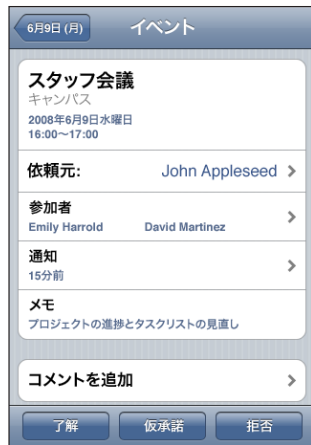 6月9日 (月)
イベント
スタッフ会議
キャンパス
2008年6月9日水曜日
16:00～17:00
依頼元: John Appleseed
参加者
Emily Harrold David Martinez
通知
15分前
メモ
プロジェクトの進捗とタスクリストの見直し
コメントを追加
了解 仮承諾 拒否